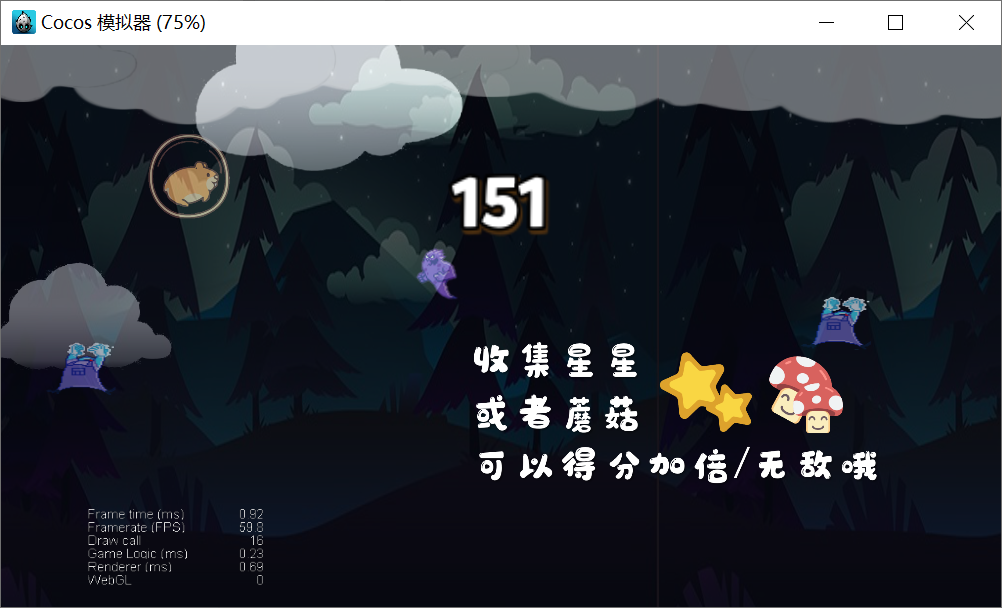 Cocos 模拟器 (75%)
151
收集星星
或者蘑菇
可以得分加倍/无敌哦
Frame time (ms) 0.92
Framerate (FPS) 59.8
Draw call 16
Game Logic (ms) 0.23
Renderer (ms) 0.69
WebGL 0